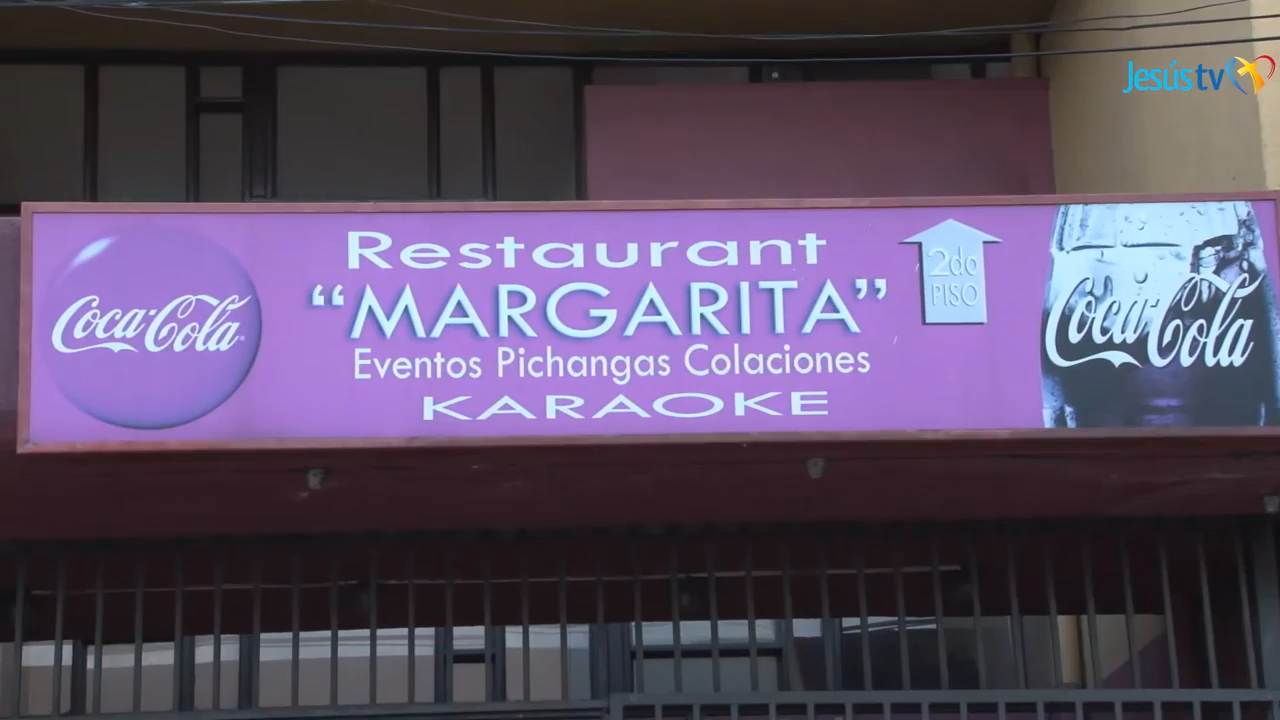 Jesústv
Restaurant
"MARGARITA"
Eventos Pichangas Colaciones
KARAOKE
2do
PISO
Coca-Cola
Coca-Cola